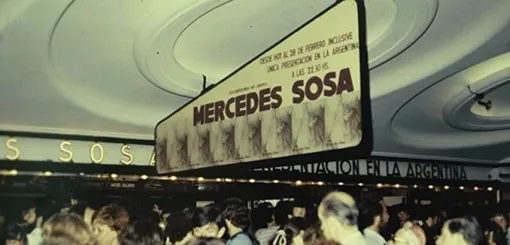 DESDE HOY AL 28 DE FEBRERO INCLUSIVE
UNICA PRESENTACION EN LA ARGENTINA
A LAS 22.30 HS.
MERCEDES SOSA
S SOSA
PRESENTACION EN LA ARGENTINA